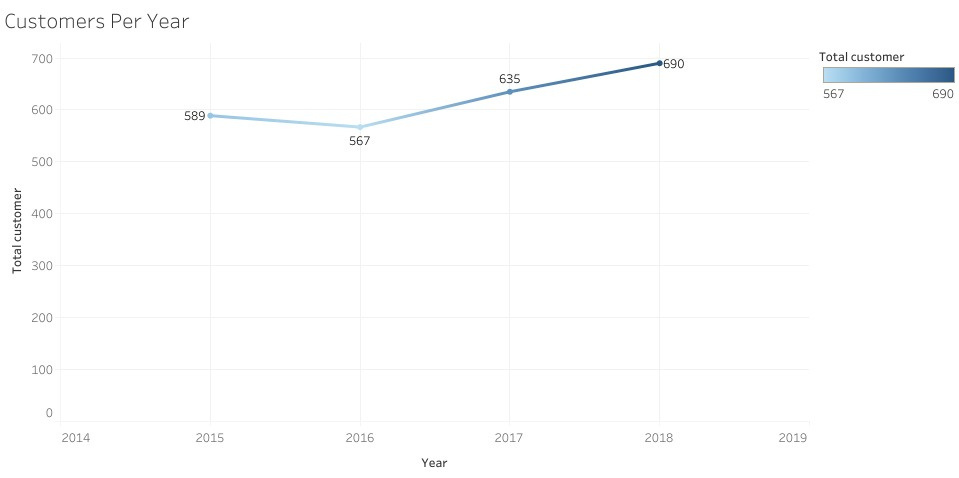 Customers Per Year
Total customer
567 690
700
600
500
400
300
200
100
0
Total customer
589
567
635
690
2014 2015 2016 2017 2018 2019
Year